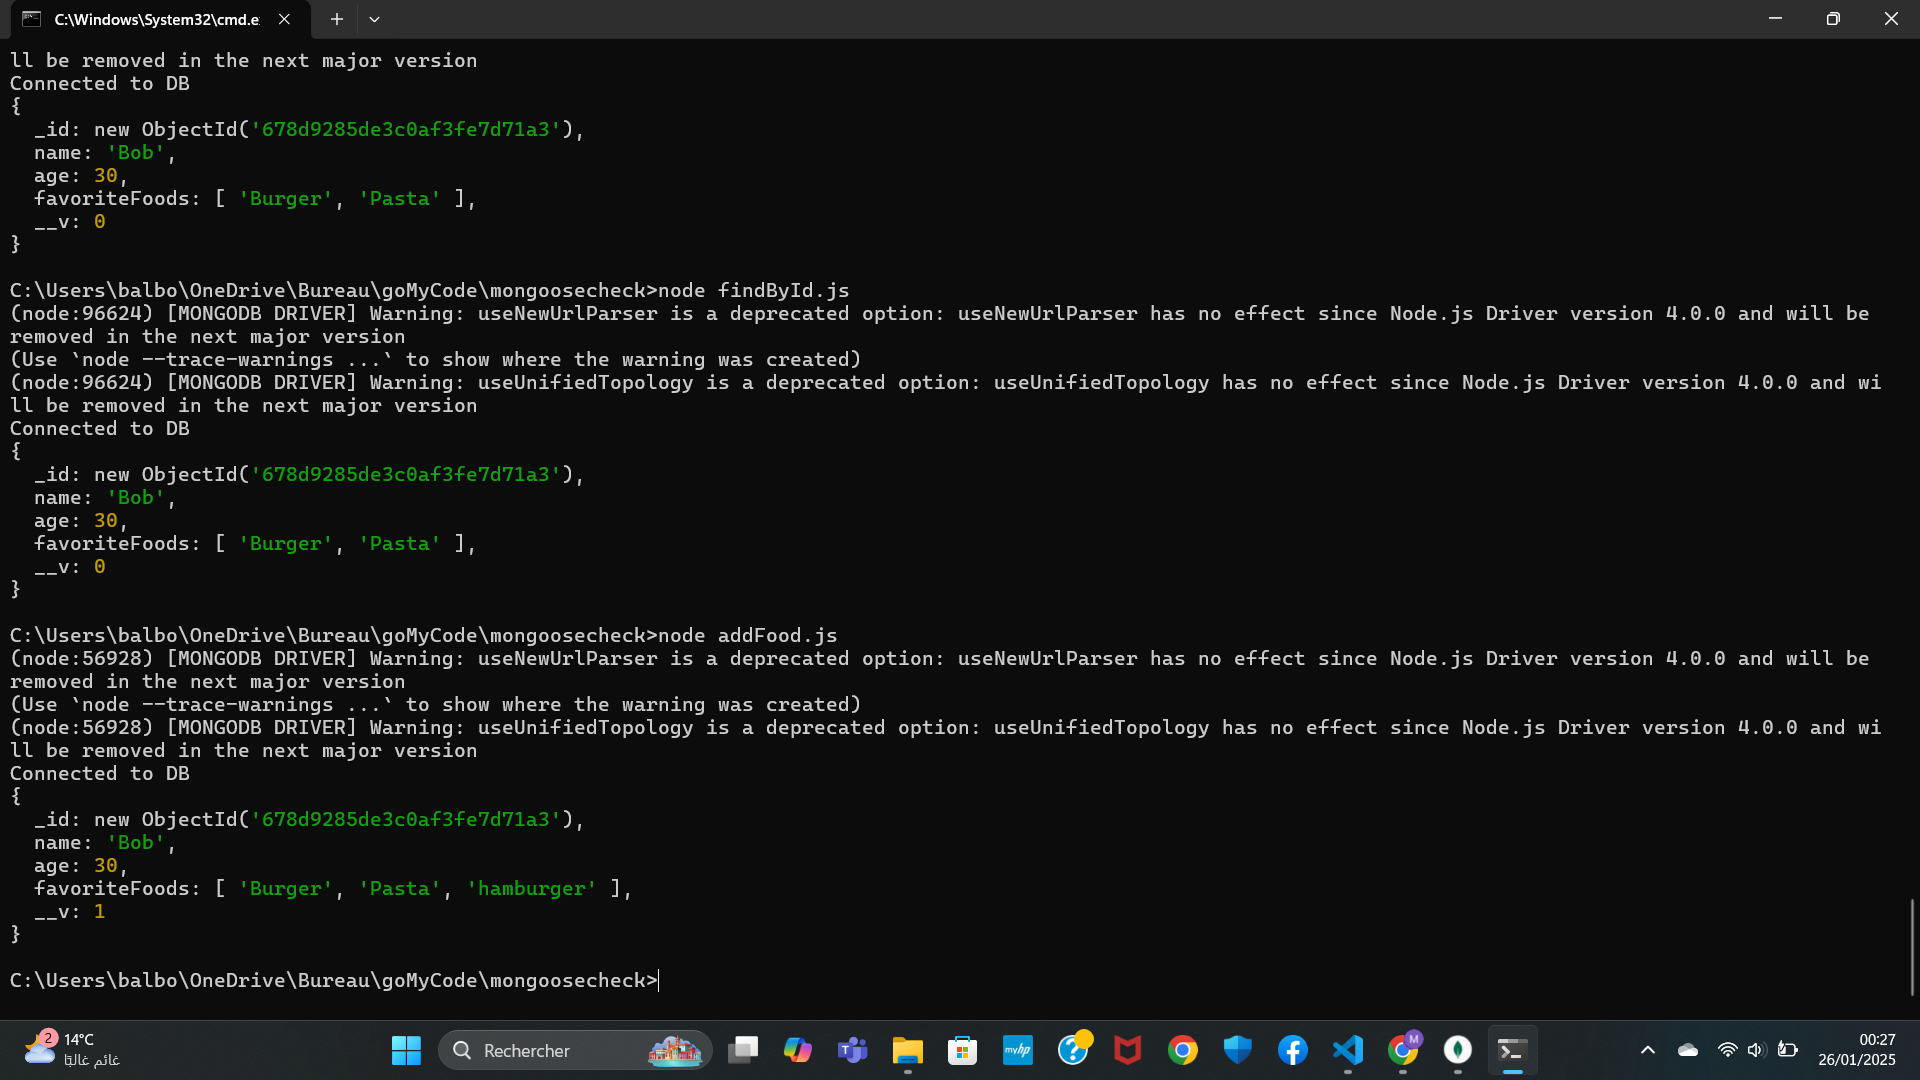 C:\Windows\System32\cmd.e
ll be removed in the next major version
Connected to DB
{
  _id: new ObjectId('678d9285de3c0af3fe7d71a3'),
  name: 'Bob',
  age: 30,
  favoriteFoods: [ 'Burger', 'Pasta' ],
  __v: 0
}
C:\Users\balbo\OneDrive\Bureau\goMyCode\mongoosecheck>node findById.js
(node:96624) [MONGODB DRIVER] Warning: useNewUrlParser is a deprecated option: useNewUrlParser has no effect since Node.js Driver version 4.0.0 and will be
removed in the next major version
(Use `node --trace-warnings ...` to show where the warning was created)
(node:96624) [MONGODB DRIVER] Warning: useUnifiedTopology is a deprecated option: useUnifiedTopology has no effect since Node.js Driver version 4.0.0 and wi
ll be removed in the next major version
Connected to DB
{
  _id: new ObjectId('678d9285de3c0af3fe7d71a3'),
  name: 'Bob',
  age: 30,
  favoriteFoods: [ 'Burger', 'Pasta' ],
  __v: 0
}
C:\Users\balbo\OneDrive\Bureau\goMyCode\mongoosecheck>node addFood.js
(node:56928) [MONGODB DRIVER] Warning: useNewUrlParser is a deprecated option: useNewUrlParser has no effect since Node.js Driver version 4.0.0 and will be
removed in the next major version
(Use `node --trace-warnings ...` to show where the warning was created)
(node:56928) [MONGODB DRIVER] Warning: useUnifiedTopology is a deprecated option: useUnifiedTopology has no effect since Node.js Driver version 4.0.0 and wi
ll be removed in the next major version
Connected to DB
{
  _id: new ObjectId('678d9285de3c0af3fe7d71a3'),
  name: 'Bob',
  age: 30,
  favoriteFoods: [ 'Burger', 'Pasta', 'hamburger' ],
  __v: 1
}
C:\Users\balbo\OneDrive\Bureau\goMyCode\mongoosecheck>
2
14°C
غائم غالبًا
Rechercher
myhp
M
00:27
26/01/2025